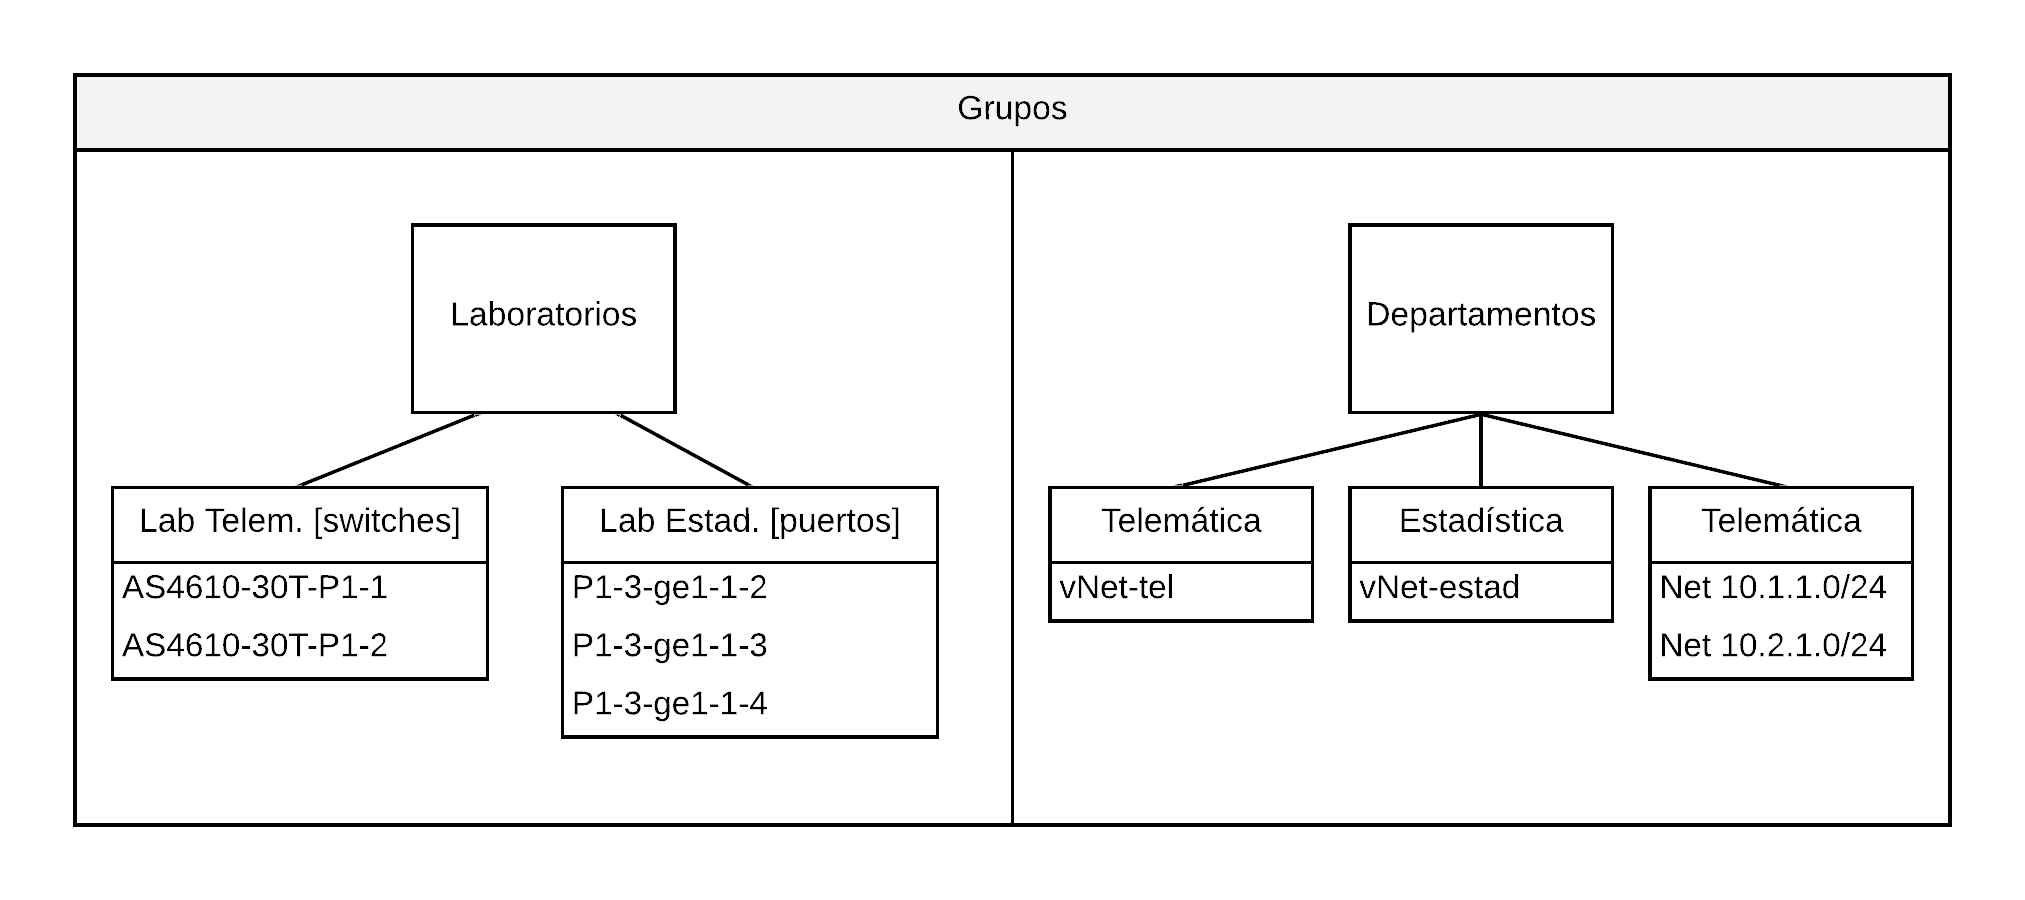 Grupos
Laboratorios
Lab Telem. [switches]
AS4610-30T-P1-1
AS4610-30T-P1-2
Lab Estad. [puertos]
P1-3-ge1-1-2
P1-3-ge1-1-3
P1-3-ge1-1-4
Departamentos
Telemática
vNet-tel
Estadística
vNet-estad
Telemática
Net 10.1.1.0/24
Net 10.2.1.0/24